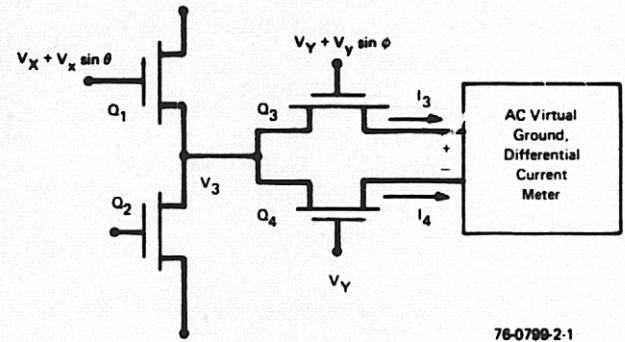 V_X + V_x sin θ
Q_1
Q_2
V_3
V_Y + V_y sin ϕ
Q_3
I_3
Q_4
I_4
V_Y
+
−
AC Virtual
Ground,
Differential
Current
Meter
76-0799-2-1